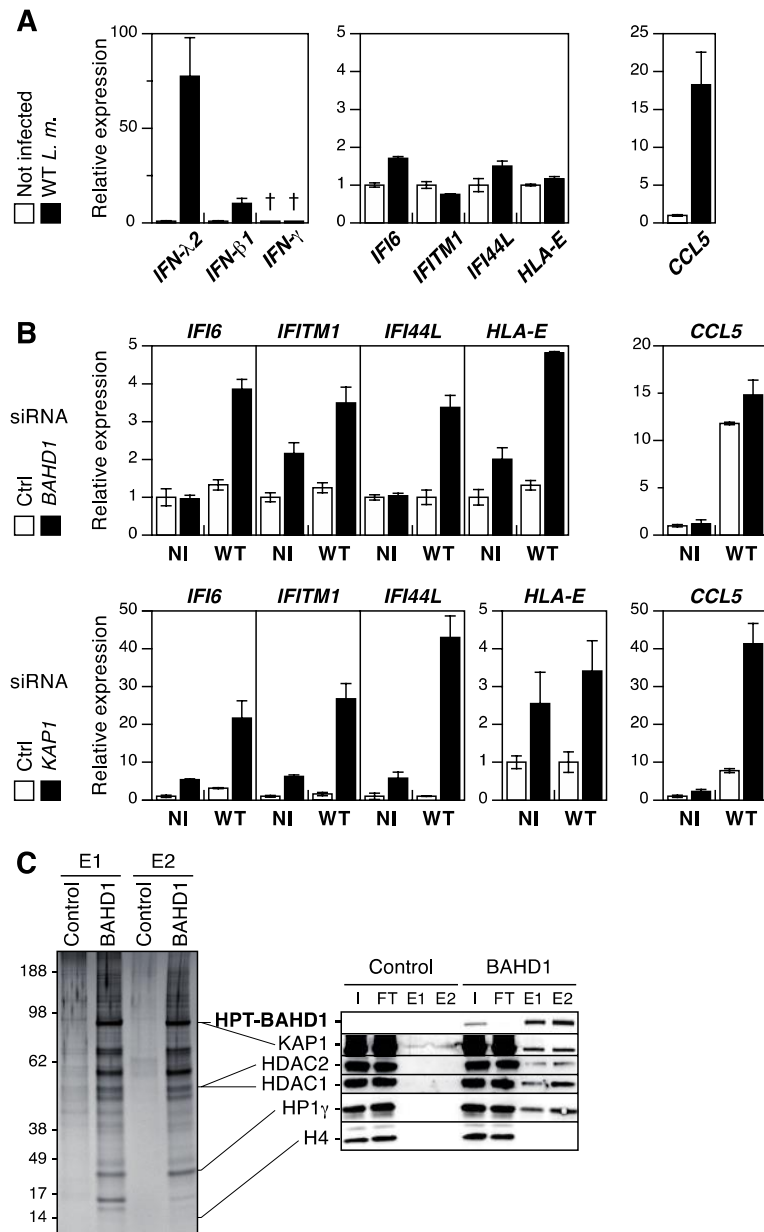 A
Not infected
WT L. m.
Relative expression
100
50
0
† †
IFN-λ2 IFN-β1 IFN-γ
Relative expression
5
4
3
2
1
0
IFI6 IFITM1 IFI44L HLA-E
25
20
15
10
5
0
CCL5
B
siRNA
Ctrl
BAHD1
Relative expression
IFI6 IFITM1 IFI44L HLA-E
5
4
3
2
1
0
NI WT NI WT NI WT NI WT
CCL5
20
15
10
5
0
NI WT
siRNA
Ctrl
KAP1
Relative expression
IFI6 IFITM1 IFI44L
50
40
30
20
10
0
NI WT NI WT NI WT
HLA-E
5
4
3
2
1
0
NI WT
CCL5
50
40
30
20
10
0
NI WT
C
E1 E2
Control BAHD1 Control BAHD1
188
98
62
38
49
17
14
Control BAHD1
I FT E1 E2 I FT E1 E2
HPT-BAHD1
KAP1
HDAC2
HDAC1
HP1γ
H4